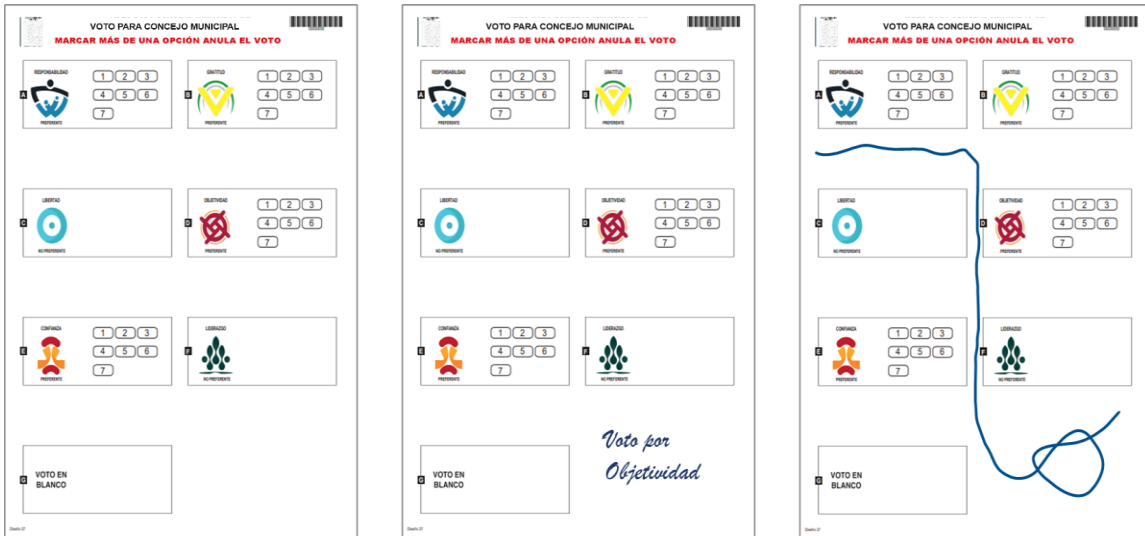 VOTO PARA CONCEJO MUNICIPAL
MARCAR MÁS DE UNA OPCIÓN ANULA EL VOTO
RESPONSABILIDAD
1 2 3
A
4 5 6
7
PREFERENTE
GRATITUD
1 2 3
B
4 5 6
7
PREFERENTE
LIBERTAD
C
NO PREFERENTE
OBJETIVIDAD
1 2 3
D
4 5 6
7
PREFERENTE
CONFIANZA
1 2 3
E
4 5 6
7
PREFERENTE
LIDERAZGO
F
NO PREFERENTE
G
VOTO EN
BLANCO
VOTO PARA CONCEJO MUNICIPAL
MARCAR MÁS DE UNA OPCIÓN ANULA EL VOTO
RESPONSABILIDAD
1 2 3
A
4 5 6
7
PREFERENTE
GRATITUD
1 2 3
B
4 5 6
7
PREFERENTE
LIBERTAD
C
NO PREFERENTE
OBJETIVIDAD
1 2 3
D
4 5 6
7
PREFERENTE
CONFIANZA
1 2 3
E
4 5 6
7
PREFERENTE
LIDERAZGO
F
NO PREFERENTE
G
VOTO EN
BLANCO
Voto por
Objetividad
VOTO PARA CONCEJO MUNICIPAL
MARCAR MÁS DE UNA OPCIÓN ANULA EL VOTO
RESPONSABILIDAD
1 2 3
A
4 5 6
7
PREFERENTE
GRATITUD
1 2 3
B
4 5 6
7
PREFERENTE
LIBERTAD
C
NO PREFERENTE
OBJETIVIDAD
1 2 3
D
4 5 6
7
PREFERENTE
CONFIANZA
1 2 3
E
4 5 6
7
PREFERENTE
LIDERAZGO
F
NO PREFERENTE
G
VOTO EN
BLANCO